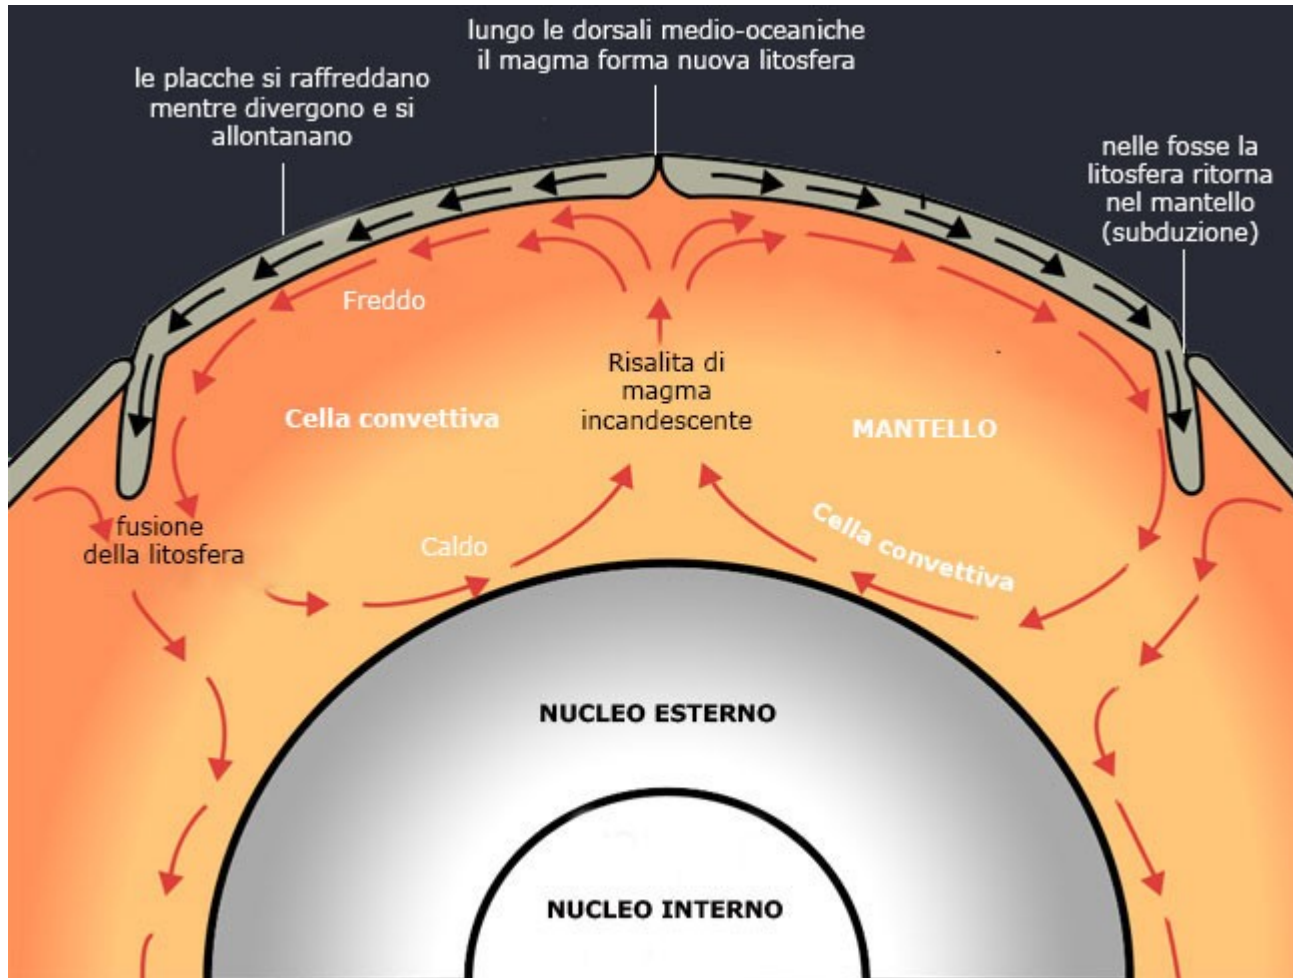 lungo le dorsali medio-oceaniche
il magma forma nuova litosfera
le placche si raffreddano
mentre divergono e si
allontanano
nelle fosse la
litosfera ritorna
nel mantello
(subduzione)
Freddo
Risalita di
magma
incandescente
Cella convettiva
MANTELLO
fusione
della litosfera
Caldo
Cella convettiva
NUCLEO ESTERNO
NUCLEO INTERNO